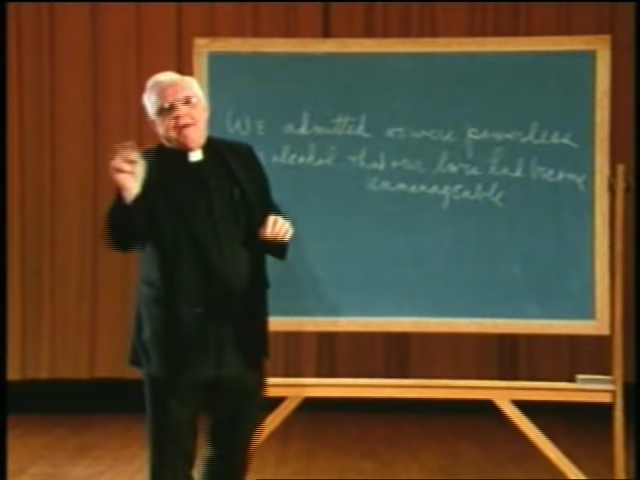 We admitted we were powerless
alcohol - that our lives had become
unmanageable